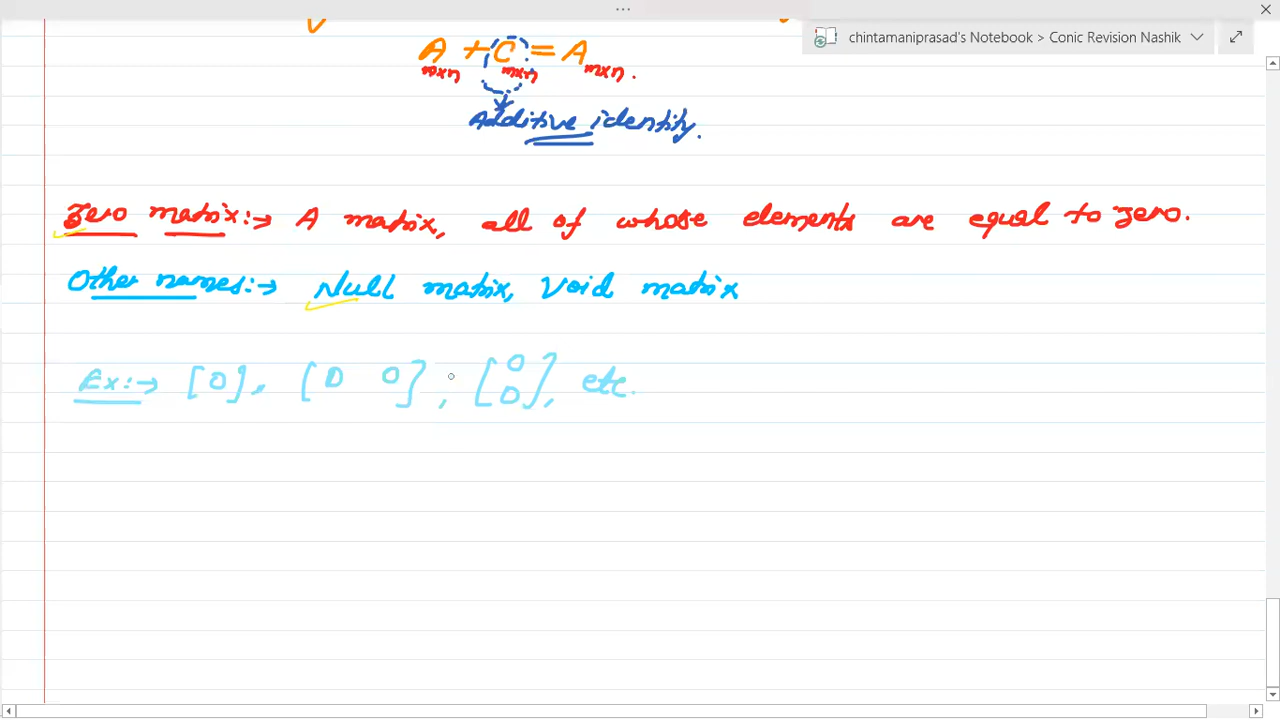 ...
chintamaniprasad's Notebook > Conic Revision Nashik
A + C = A
m×n m×n m×n.
Additive identity.
Zero matrix:→ A matrix, all of whose elements are equal to zero.
Other names:→ Null matrix, Void matrix
Ex:→ [0], [0 0], [0 0], etc.